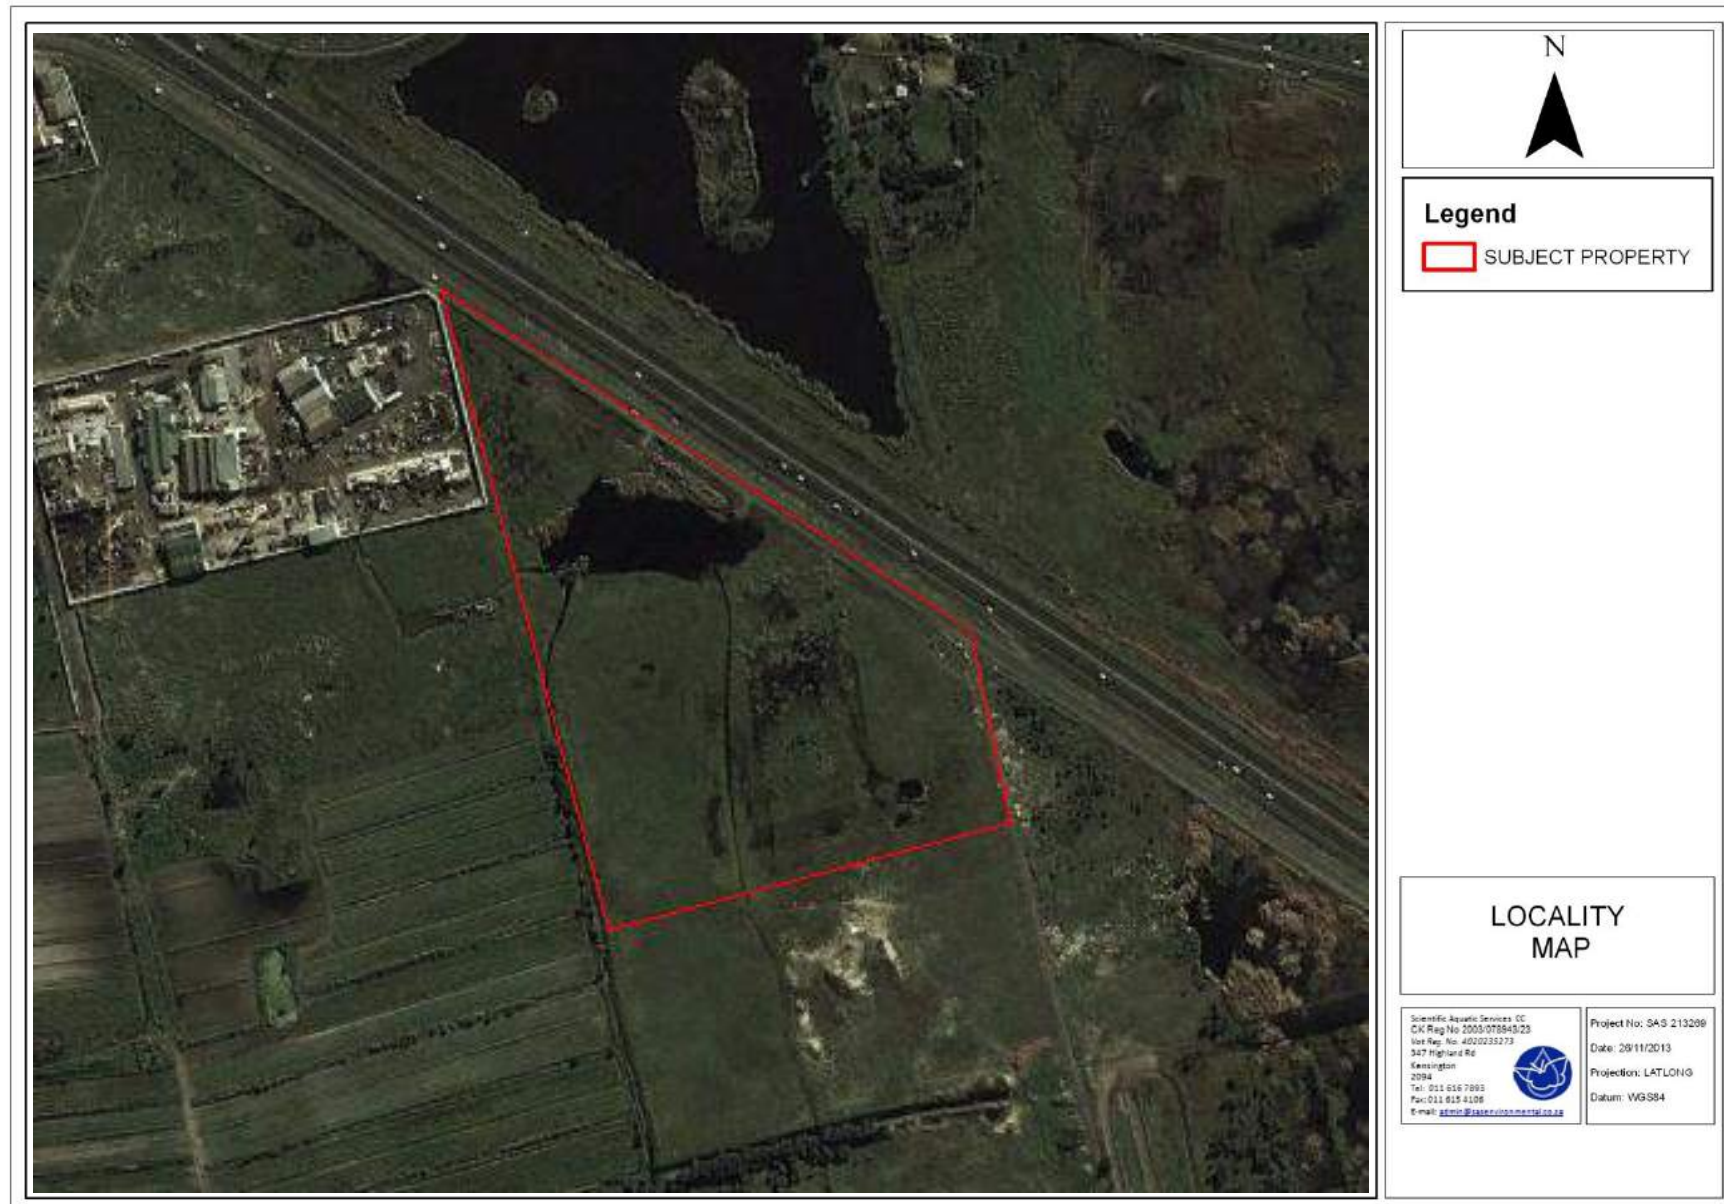 N
Legend
SUBJECT PROPERTY
LOCALITY
MAP
Scientific Aquatic Services CC
CK Reg No 2003/078943/23
Vat Reg. No. 4020235273
347 Highland Rd
Kensington
2094
Tel: 011 616 7893
Fax: 011 615 4106
E-mail: admin@sasenvironmental.co.za
Project No: SAS 213269
Date: 26/11/2013
Projection: LATLONG
Datum: WGS84